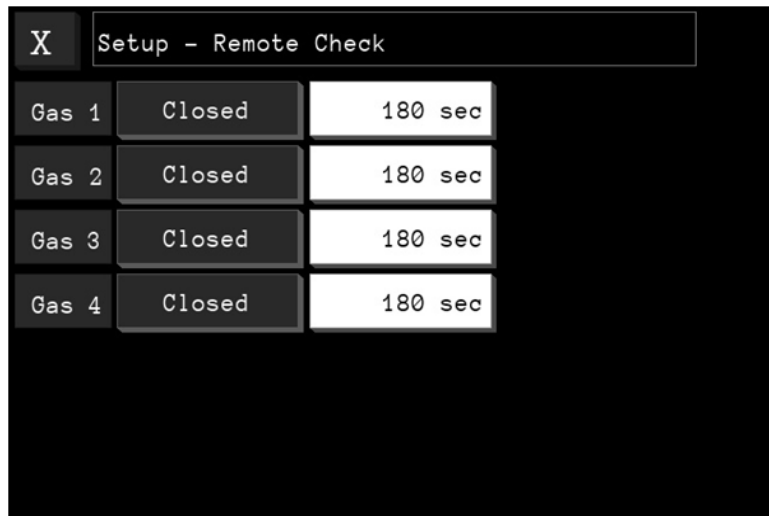 X Setup - Remote Check
Gas 1 Closed 180 sec
Gas 2 Closed 180 sec
Gas 3 Closed 180 sec
Gas 4 Closed 180 sec